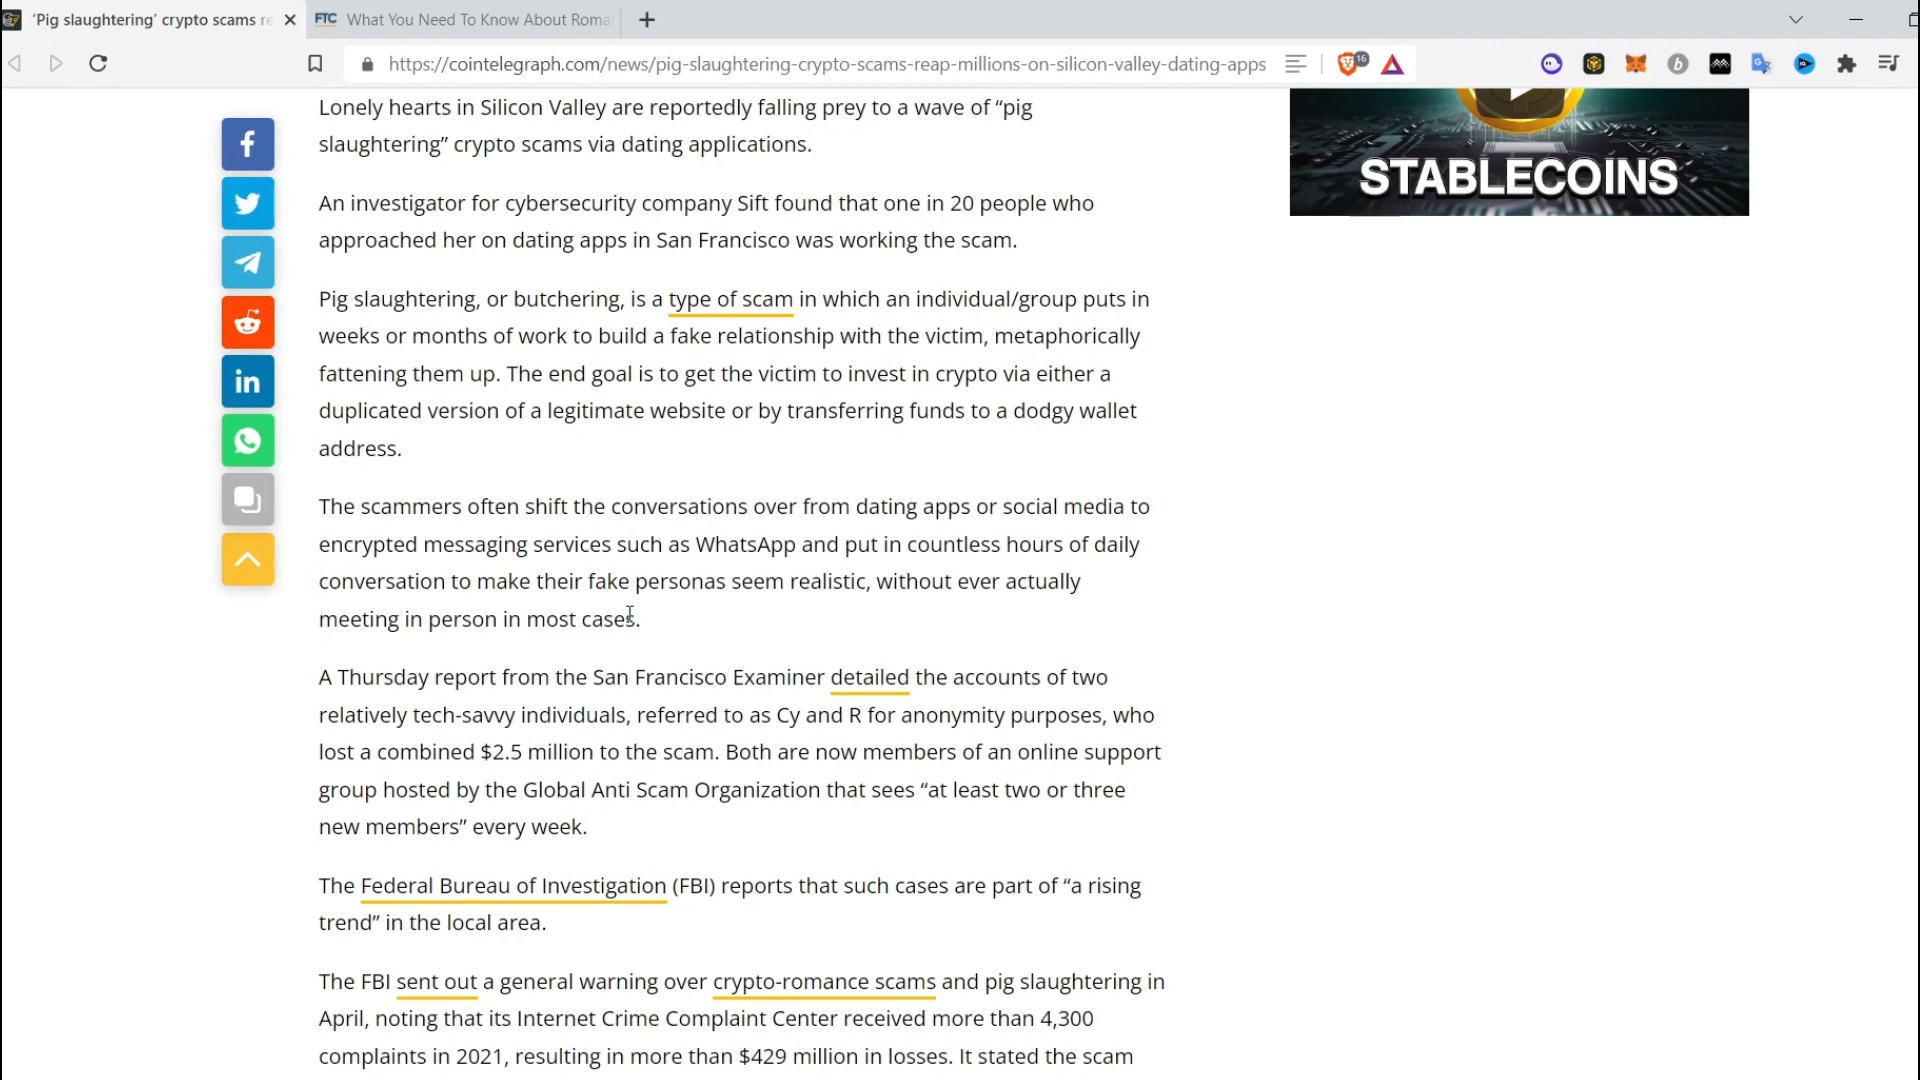 'Pig slaughtering' crypto scams re
FTC What You Need To Know About Roma
https://cointelegraph.com/news/pig-slaughtering-crypto-scams-reap-millions-on-silicon-valley-dating-apps
16
Lonely hearts in Silicon Valley are reportedly falling prey to a wave of “pig
slaughtering” crypto scams via dating applications.
STABLECOINS
An investigator for cybersecurity company Sift found that one in 20 people who
approached her on dating apps in San Francisco was working the scam.
Pig slaughtering, or butchering, is a type of scam in which an individual/group puts in
weeks or months of work to build a fake relationship with the victim, metaphorically
fattening them up. The end goal is to get the victim to invest in crypto via either a
duplicated version of a legitimate website or by transferring funds to a dodgy wallet
address.
The scammers often shift the conversations over from dating apps or social media to
encrypted messaging services such as WhatsApp and put in countless hours of daily
conversation to make their fake personas seem realistic, without ever actually
meeting in person in most cases.
A Thursday report from the San Francisco Examiner detailed the accounts of two
relatively tech-savvy individuals, referred to as Cy and R for anonymity purposes, who
lost a combined $2.5 million to the scam. Both are now members of an online support
group hosted by the Global Anti Scam Organization that sees “at least two or three
new members” every week.
The Federal Bureau of Investigation (FBI) reports that such cases are part of “a rising
trend” in the local area.
The FBI sent out a general warning over crypto-romance scams and pig slaughtering in
April, noting that its Internet Crime Complaint Center received more than 4,300
complaints in 2021, resulting in more than $429 million in losses. It stated the scam